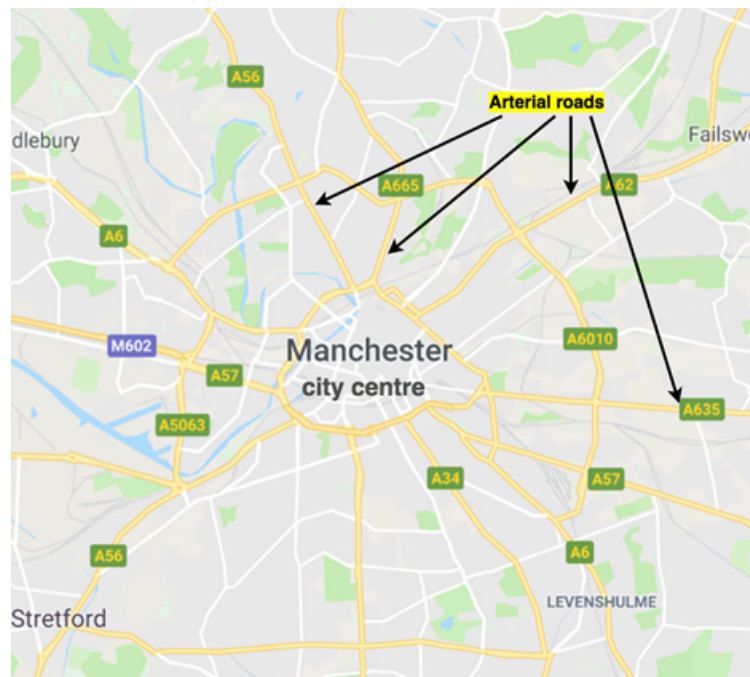 A56
Arterial roads
dlebury
Failsw
A665
A62
A6
M602
A6010
Manchester
city centre
A57
A635
A5063
A34
A57
A56
A6
LEVENSHULME
Stretford